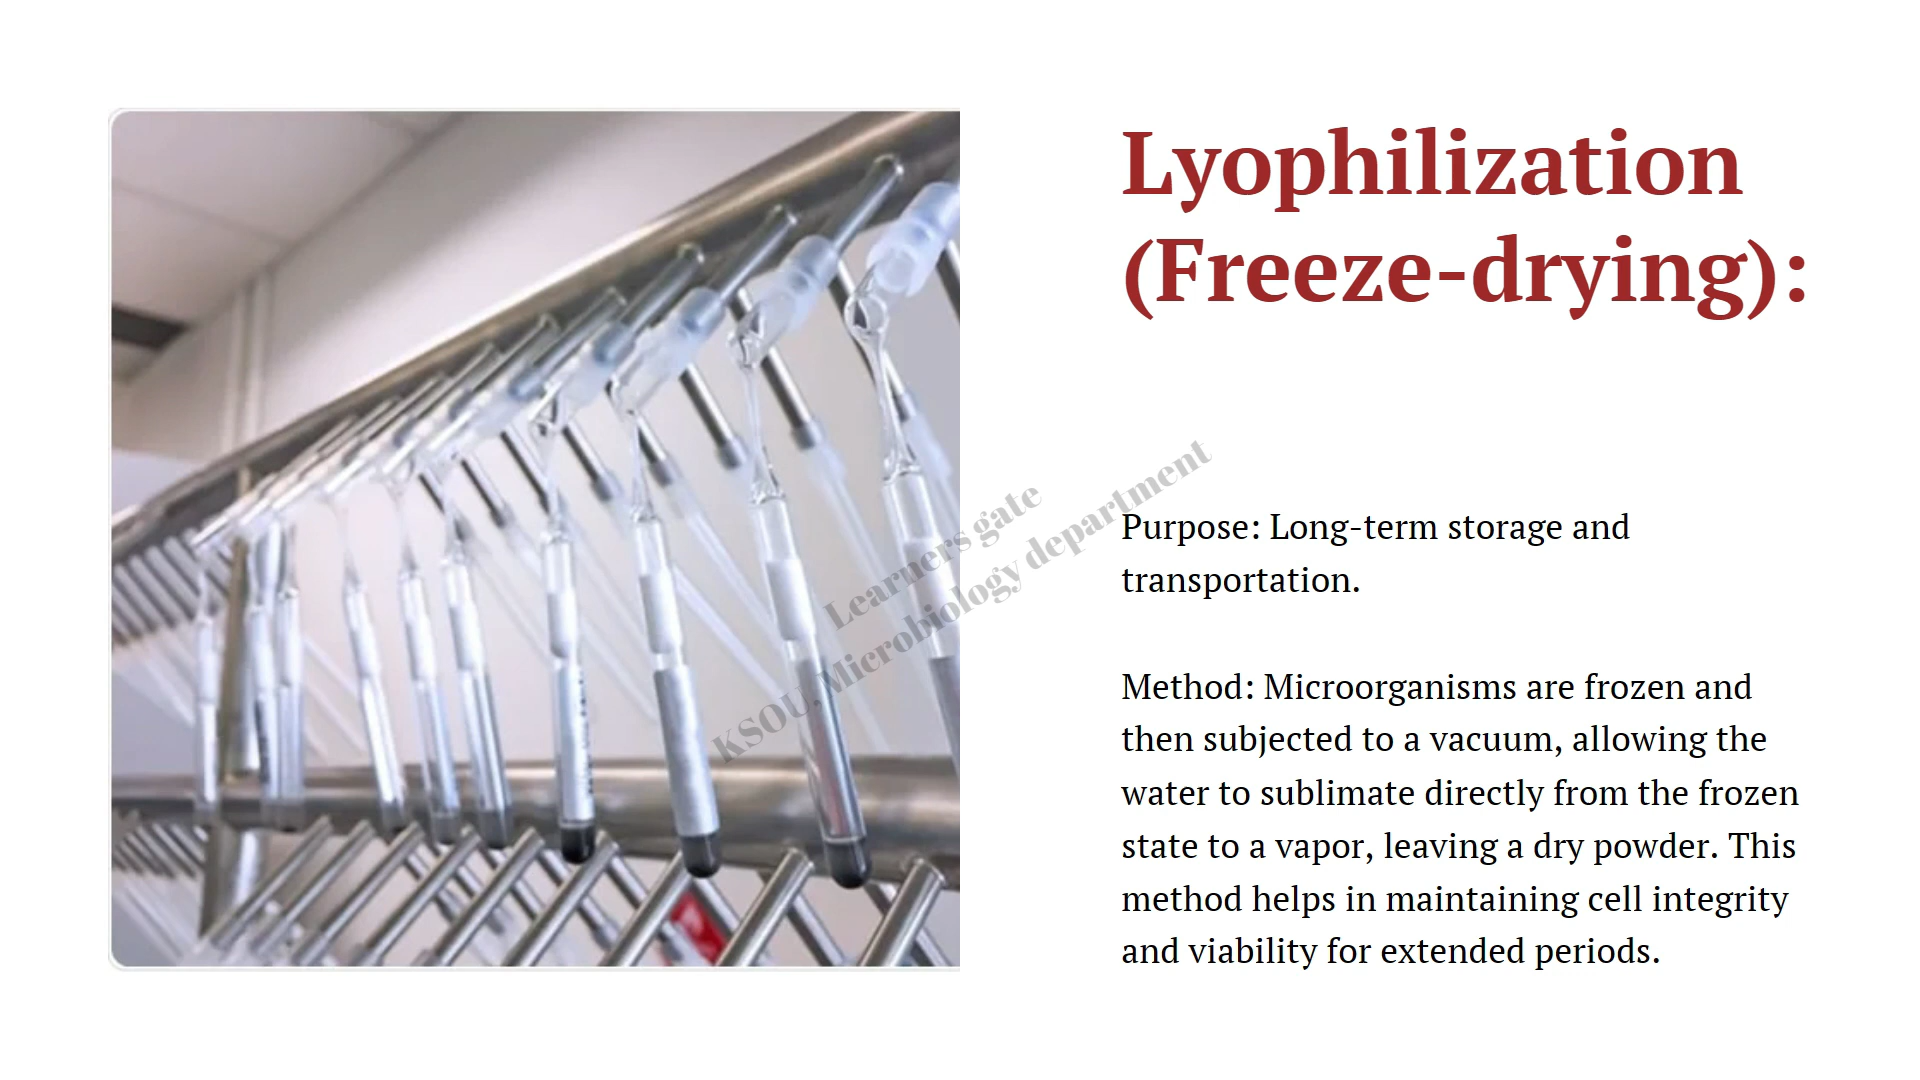 Lyophilization
(Freeze-drying):
Purpose: Long-term storage and
transportation.
Method: Microorganisms are frozen and
then subjected to a vacuum, allowing the
water to sublimate directly from the frozen
state to a vapor, leaving a dry powder. This
method helps in maintaining cell integrity
and viability for extended periods.
Learners gate
KSOU, Microbiology department